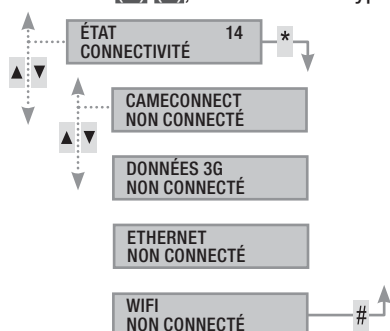 ÉTAT 14
CONNECTIVITÉ
*
▲ ▼
CAMECONNECT
NON CONNECTÉ
▲ ▼
DONNÉES 3G
NON CONNECTÉ
ETHERNET
NON CONNECTÉ
WIFI
NON CONNECTÉ
#